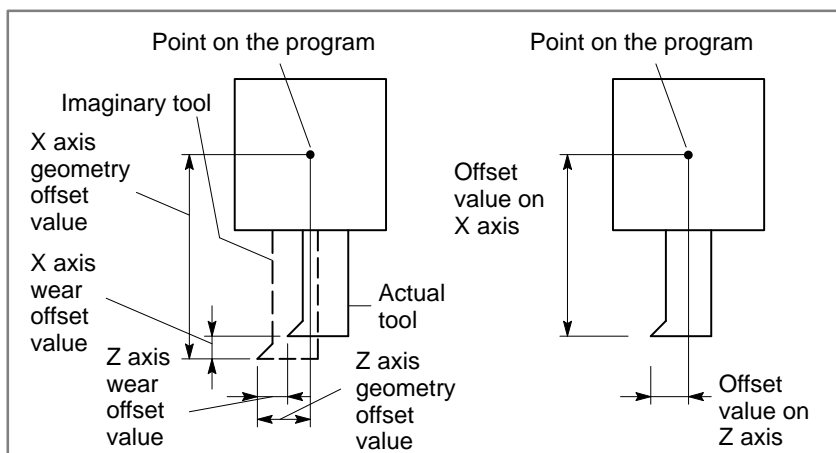 Point on the program
Imaginary tool
X axis
geometry
offset
value
X axis
wear
offset
value
Z axis
wear
offset
value
Z axis
geometry
offset
value
Actual
tool
Point on the program
Offset
value on
X axis
Offset
value on
Z axis